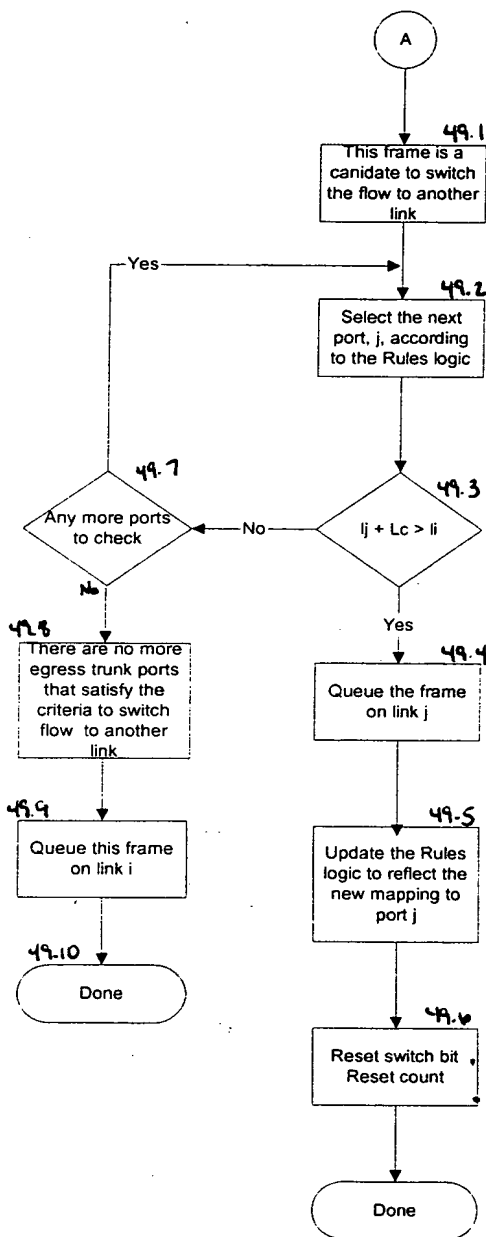 A
49.1
This frame is a
canidate to switch
the flow to another
link
Yes
49.2
Select the next
port, j, according
to the Rules logic
49.7
Any more ports
to check
No
49.3
lj + Lc > li
No
Yes
49.8
There are no more
egress trunk ports
that satisfy the
criteria to switch
flow to another
link
49.4
Queue the frame
on link j
49.9
Queue this frame
on link i
49.5
Update the Rules
logic to reflect the
new mapping to
port j
49.10
Done
49.6
Reset switch bit
Reset count
Done